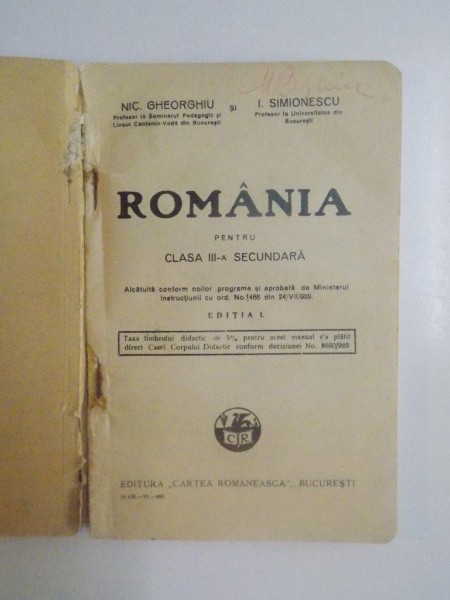 NIC. GHEORGHIU
Profesor la Seminarul Pedagogic și
Liceul Cantemir-Vodă din București
ȘI
I. SIMIONESCU
Profesor la Universitatea din
București
ROMÂNIA
PENTRU
CLASA III-A SECUNDARĂ
Alcătuită conform noilor programe și aprobată de Ministerul
Instrucțiunii cu ord. No. 1466 din 24/VII/929.
EDIȚIA I.
Taxa timbrului didactic de 5%, pentru acest manual s'a plătit
direct Casei Corpului Didactic conform deciziunei No. 8660/923
CR
EDITURA „CARTEA ROMANEASCA", BUCUREȘTI